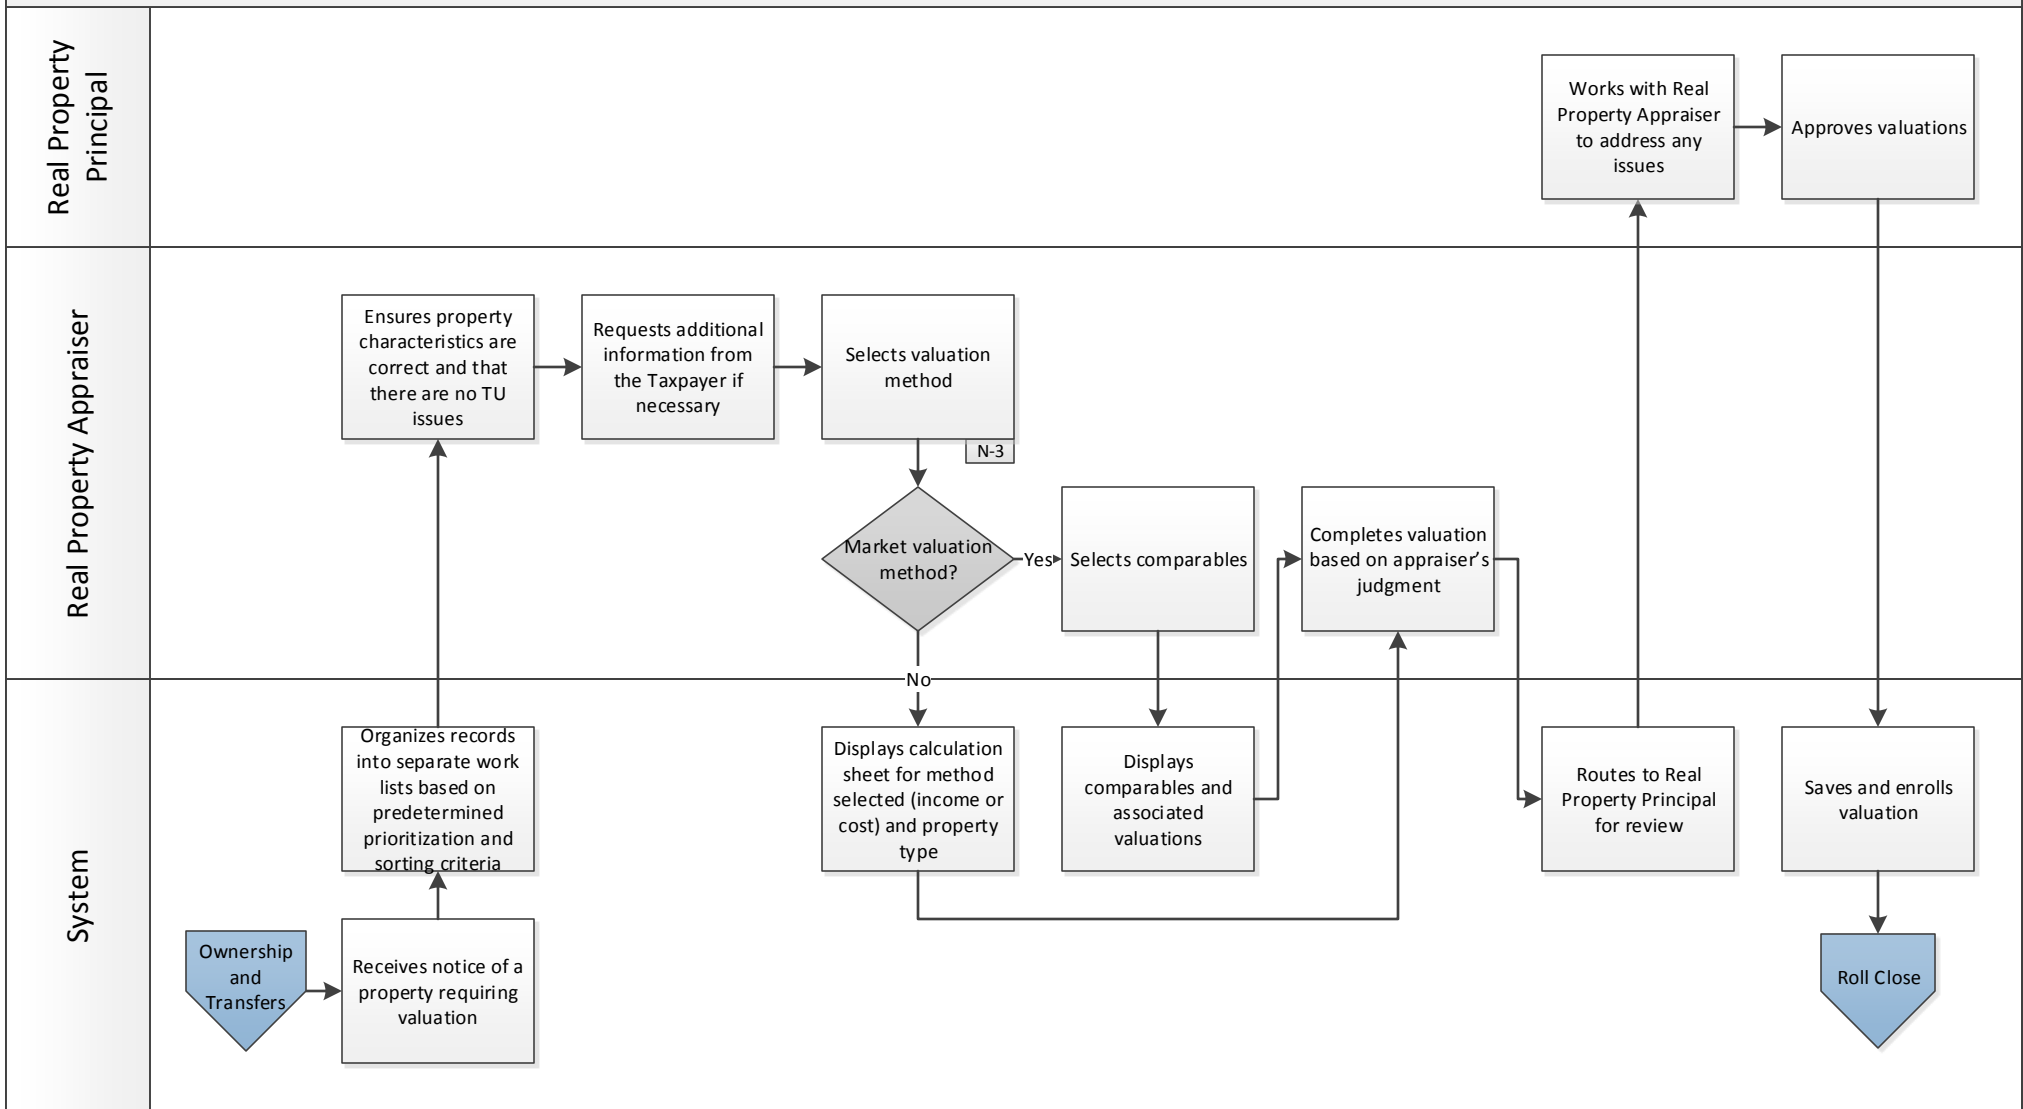 Real Property
Principal
Works with Real
Property Appraiser
to address any
issues
Approves valuations
Real Property Appraiser
Ensures property
characteristics are
correct and that
there are no TU
issues
Requests additional
information from
the Taxpayer if
necessary
Selects valuation
method
N-3
Market valuation
method?
Yes
Selects comparables
Completes valuation
based on appraiser’s
judgment
No
System
Organizes records
into separate work
lists based on
predetermined
prioritization and
sorting criteria
Displays calculation
sheet for method
selected (income or
cost) and property
type
Displays
comparables and
associated
valuations
Routes to Real
Property Principal
for review
Saves and enrolls
valuation
Ownership
and
Transfers
Receives notice of a
property requiring
valuation
Roll Close